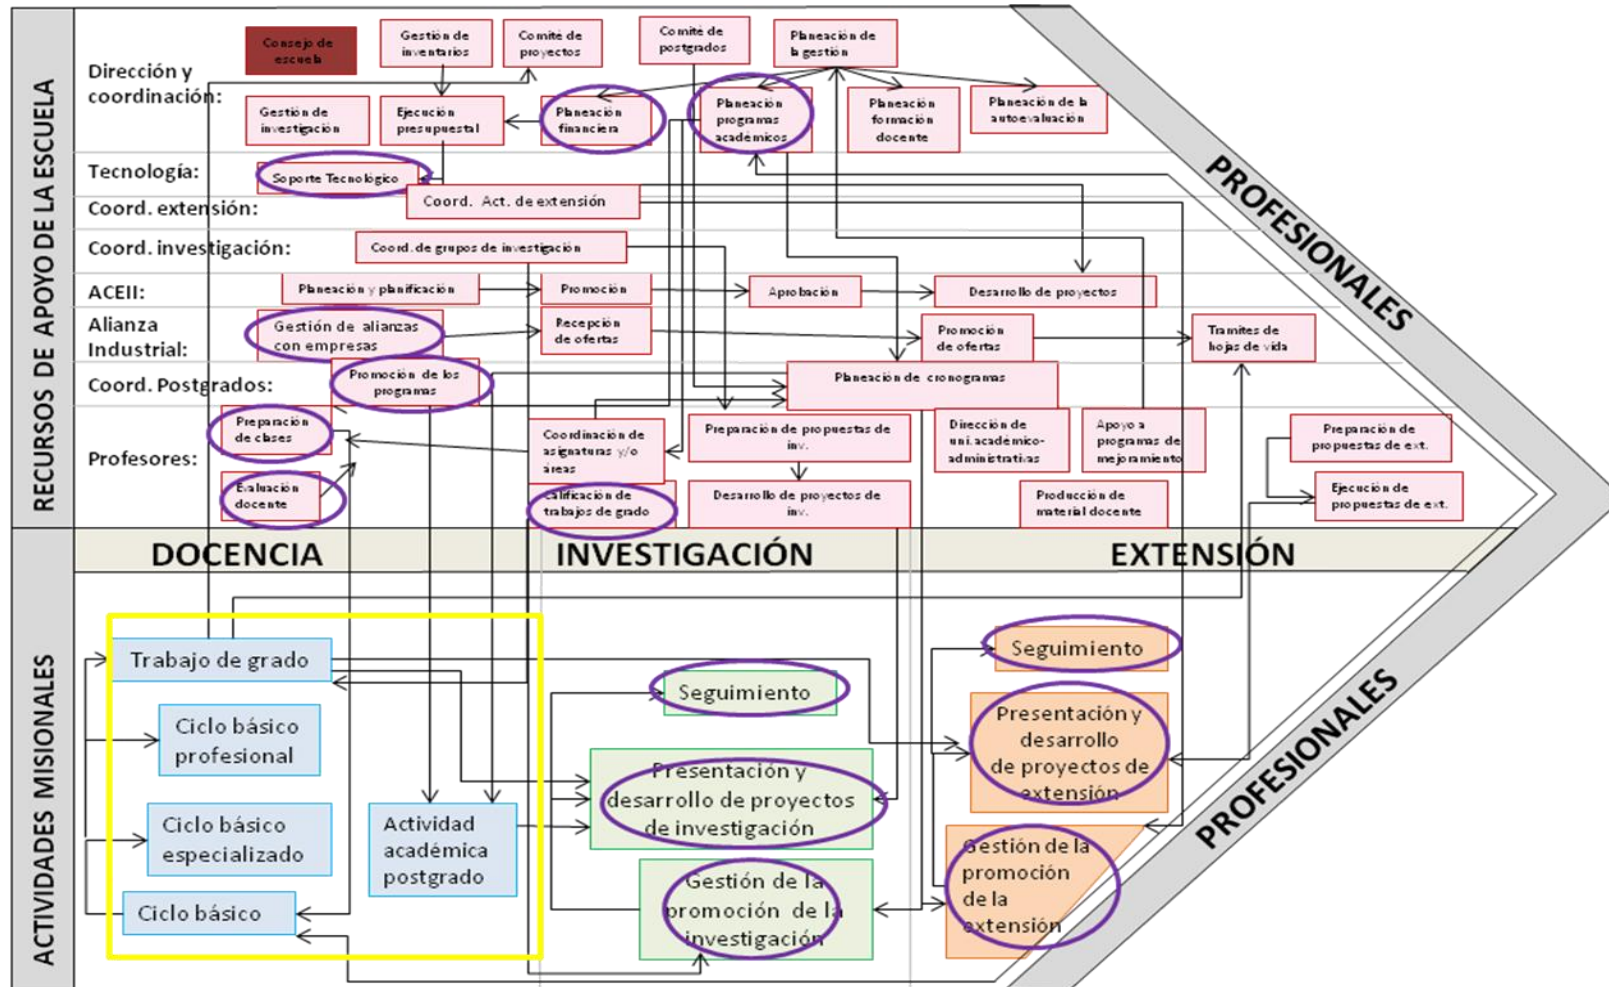 RECURSOS DE APOYO DE LA ESCUELA
Dirección y
coordinación:
Consejo de
escuela
Gestión de
inventarios
Comité de
proyectos
Comité de
postgrados
Planeación de
la gestión
Gestión de
investigación
Ejecución
presupuestal
Planeación
financiera
Planeación
programas
académicos
Planeación
formación
docente
Planeación de la
autoevaluación
Tecnología:
Soporte Tecnológico
Coord. extensión:
Coord. Act. de extensión
Coord. investigación:
Coord. de grupos de investigación
ACEII:
Planeación y planificación
Promoción
Aprobación
Desarrollo de proyectos
Alianza
Industrial:
Gestión de alianzas
con empresas
Recepción
de ofertas
Promoción
de ofertas
Tramites de
hojas de vida
Coord. Postgrados:
Promoción de los
programas
Planeación de cronogramas
Profesores:
Preparación
de clases
Coordinación de
asignaturas y/o
áreas
Preparación de propuestas de
inv.
Dirección de
uni.académico-
administrativas
Apoyo a
programas de
mejoramiento
Preparación de
propuestas de ext.
Evaluación
docente
Calificación de
trabajos de grado
Desarrollo de proyectos de
inv.
Producción de
material docente
Ejecución de
propuestas de ext.
DOCENCIA
INVESTIGACIÓN
EXTENSIÓN
ACTIVIDADES MISIONALES
Trabajo de grado
Ciclo básico
profesional
Ciclo básico
especializado
Ciclo básico
Actividad
académica
postgrado
Seguimiento
Presentación y
desarrollo de proyectos
de investigación
Gestión de la
promoción de la
investigación
Seguimiento
Presentación y
desarrollo
de proyectos de
extensión
Gestión de la
promoción
de la
extensión
PROFESIONALES
PROFESIONALES